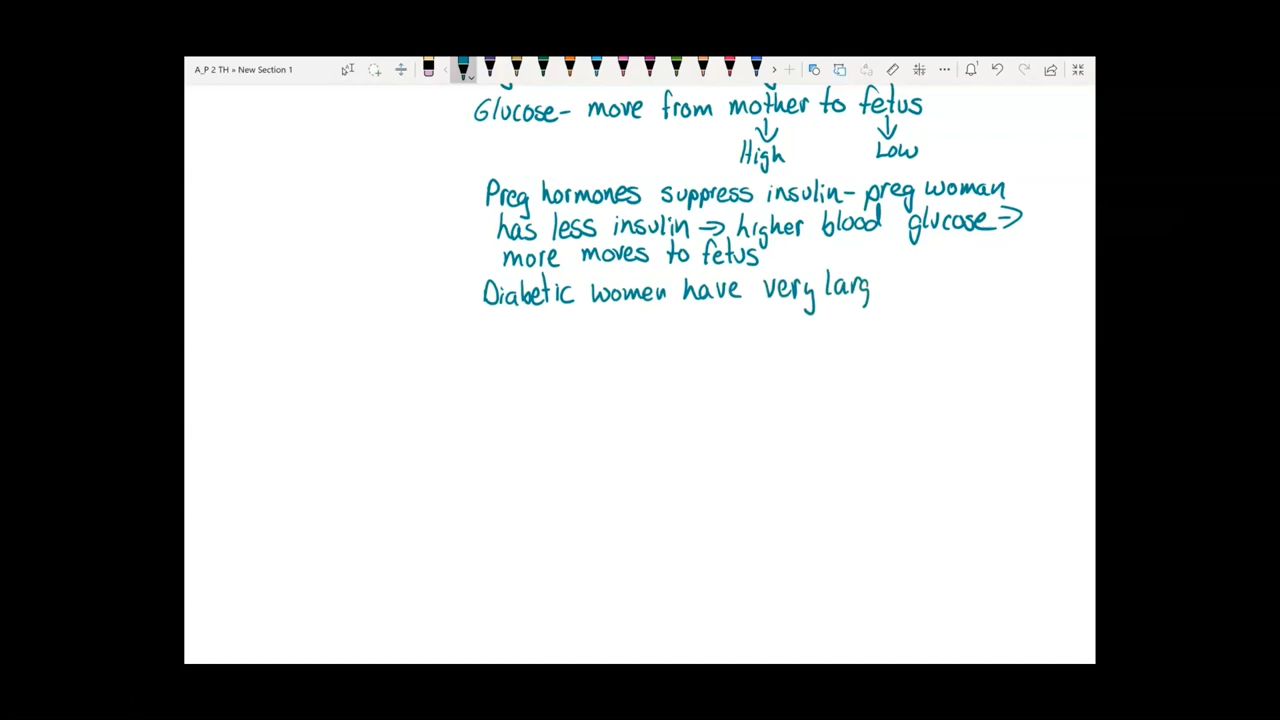 A_P 2 TH » New Section 1
Glucose- move from mother to fetus
High Low
Preg hormones suppress insulin- preg woman
has less insulin → higher blood glucose →
more moves to fetus
Diabetic women have very larg